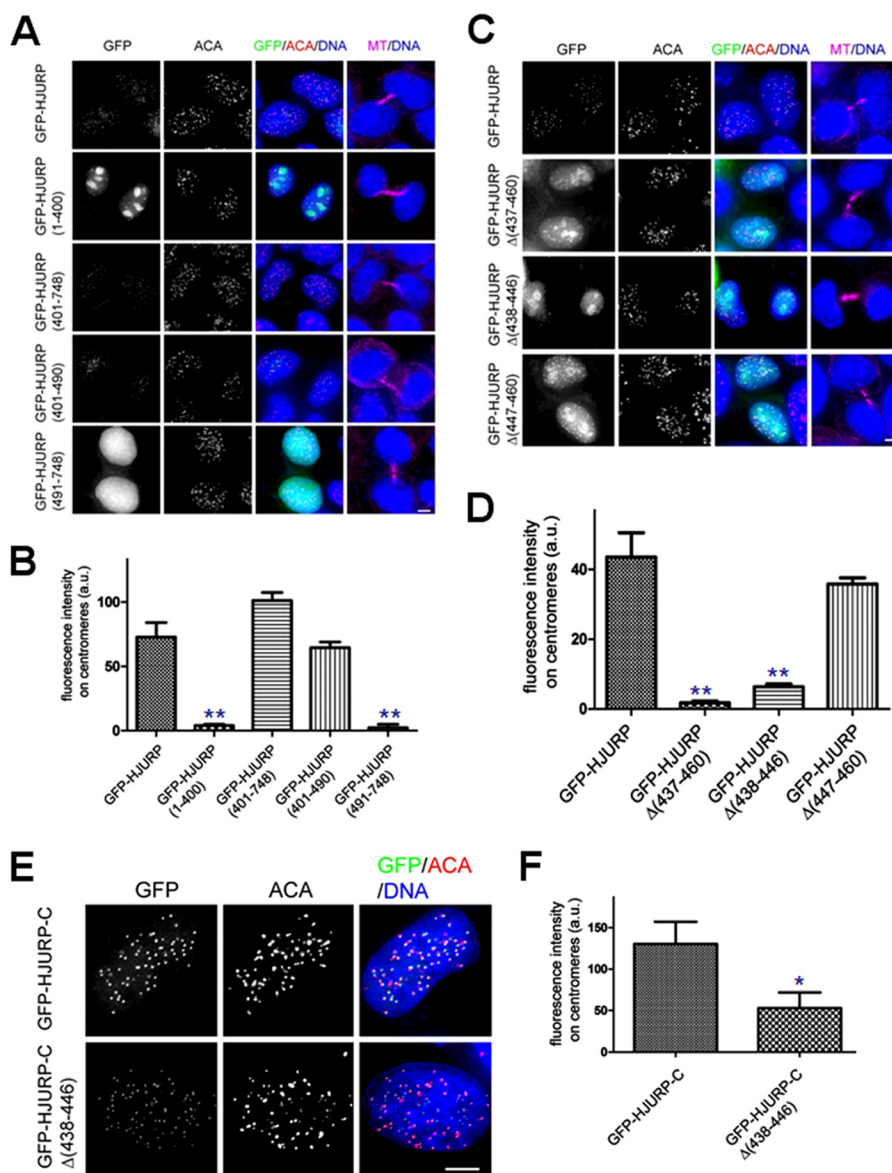 A
GFP ACA GFP/ACA/DNA MT/DNA
GFP-HJURP
GFP-HJURP
(1-400)
GFP-HJURP
(401-748)
GFP-HJURP
(401-490)
GFP-HJURP
(491-748)
B
fluorescence intensity
on centromeres (a.u.)
100
50
0
**
**
GFP-HJURP
GFP-HJURP
(1-400)
GFP-HJURP
(401-748)
GFP-HJURP
(401-490)
GFP-HJURP
(491-748)
C
GFP ACA GFP/ACA/DNA MT/DNA
GFP-HJURP
GFP-HJURP
Δ(437-460)
GFP-HJURP
Δ(438-446)
GFP-HJURP
Δ(447-460)
D
fluorescence intensity
on centromeres (a.u.)
40
20
0
**
**
GFP-HJURP
GFP-HJURP
Δ(437-460)
GFP-HJURP
Δ(438-446)
GFP-HJURP
Δ(447-460)
E
GFP ACA GFP/ACA
/DNA
GFP-HJURP-C
GFP-HJURP-C
Δ(438-446)
F
fluorescence intensity
on centromeres (a.u.)
150
100
50
0
*
GFP-HJURP-C
GFP-HJURP-C
Δ(438-446)